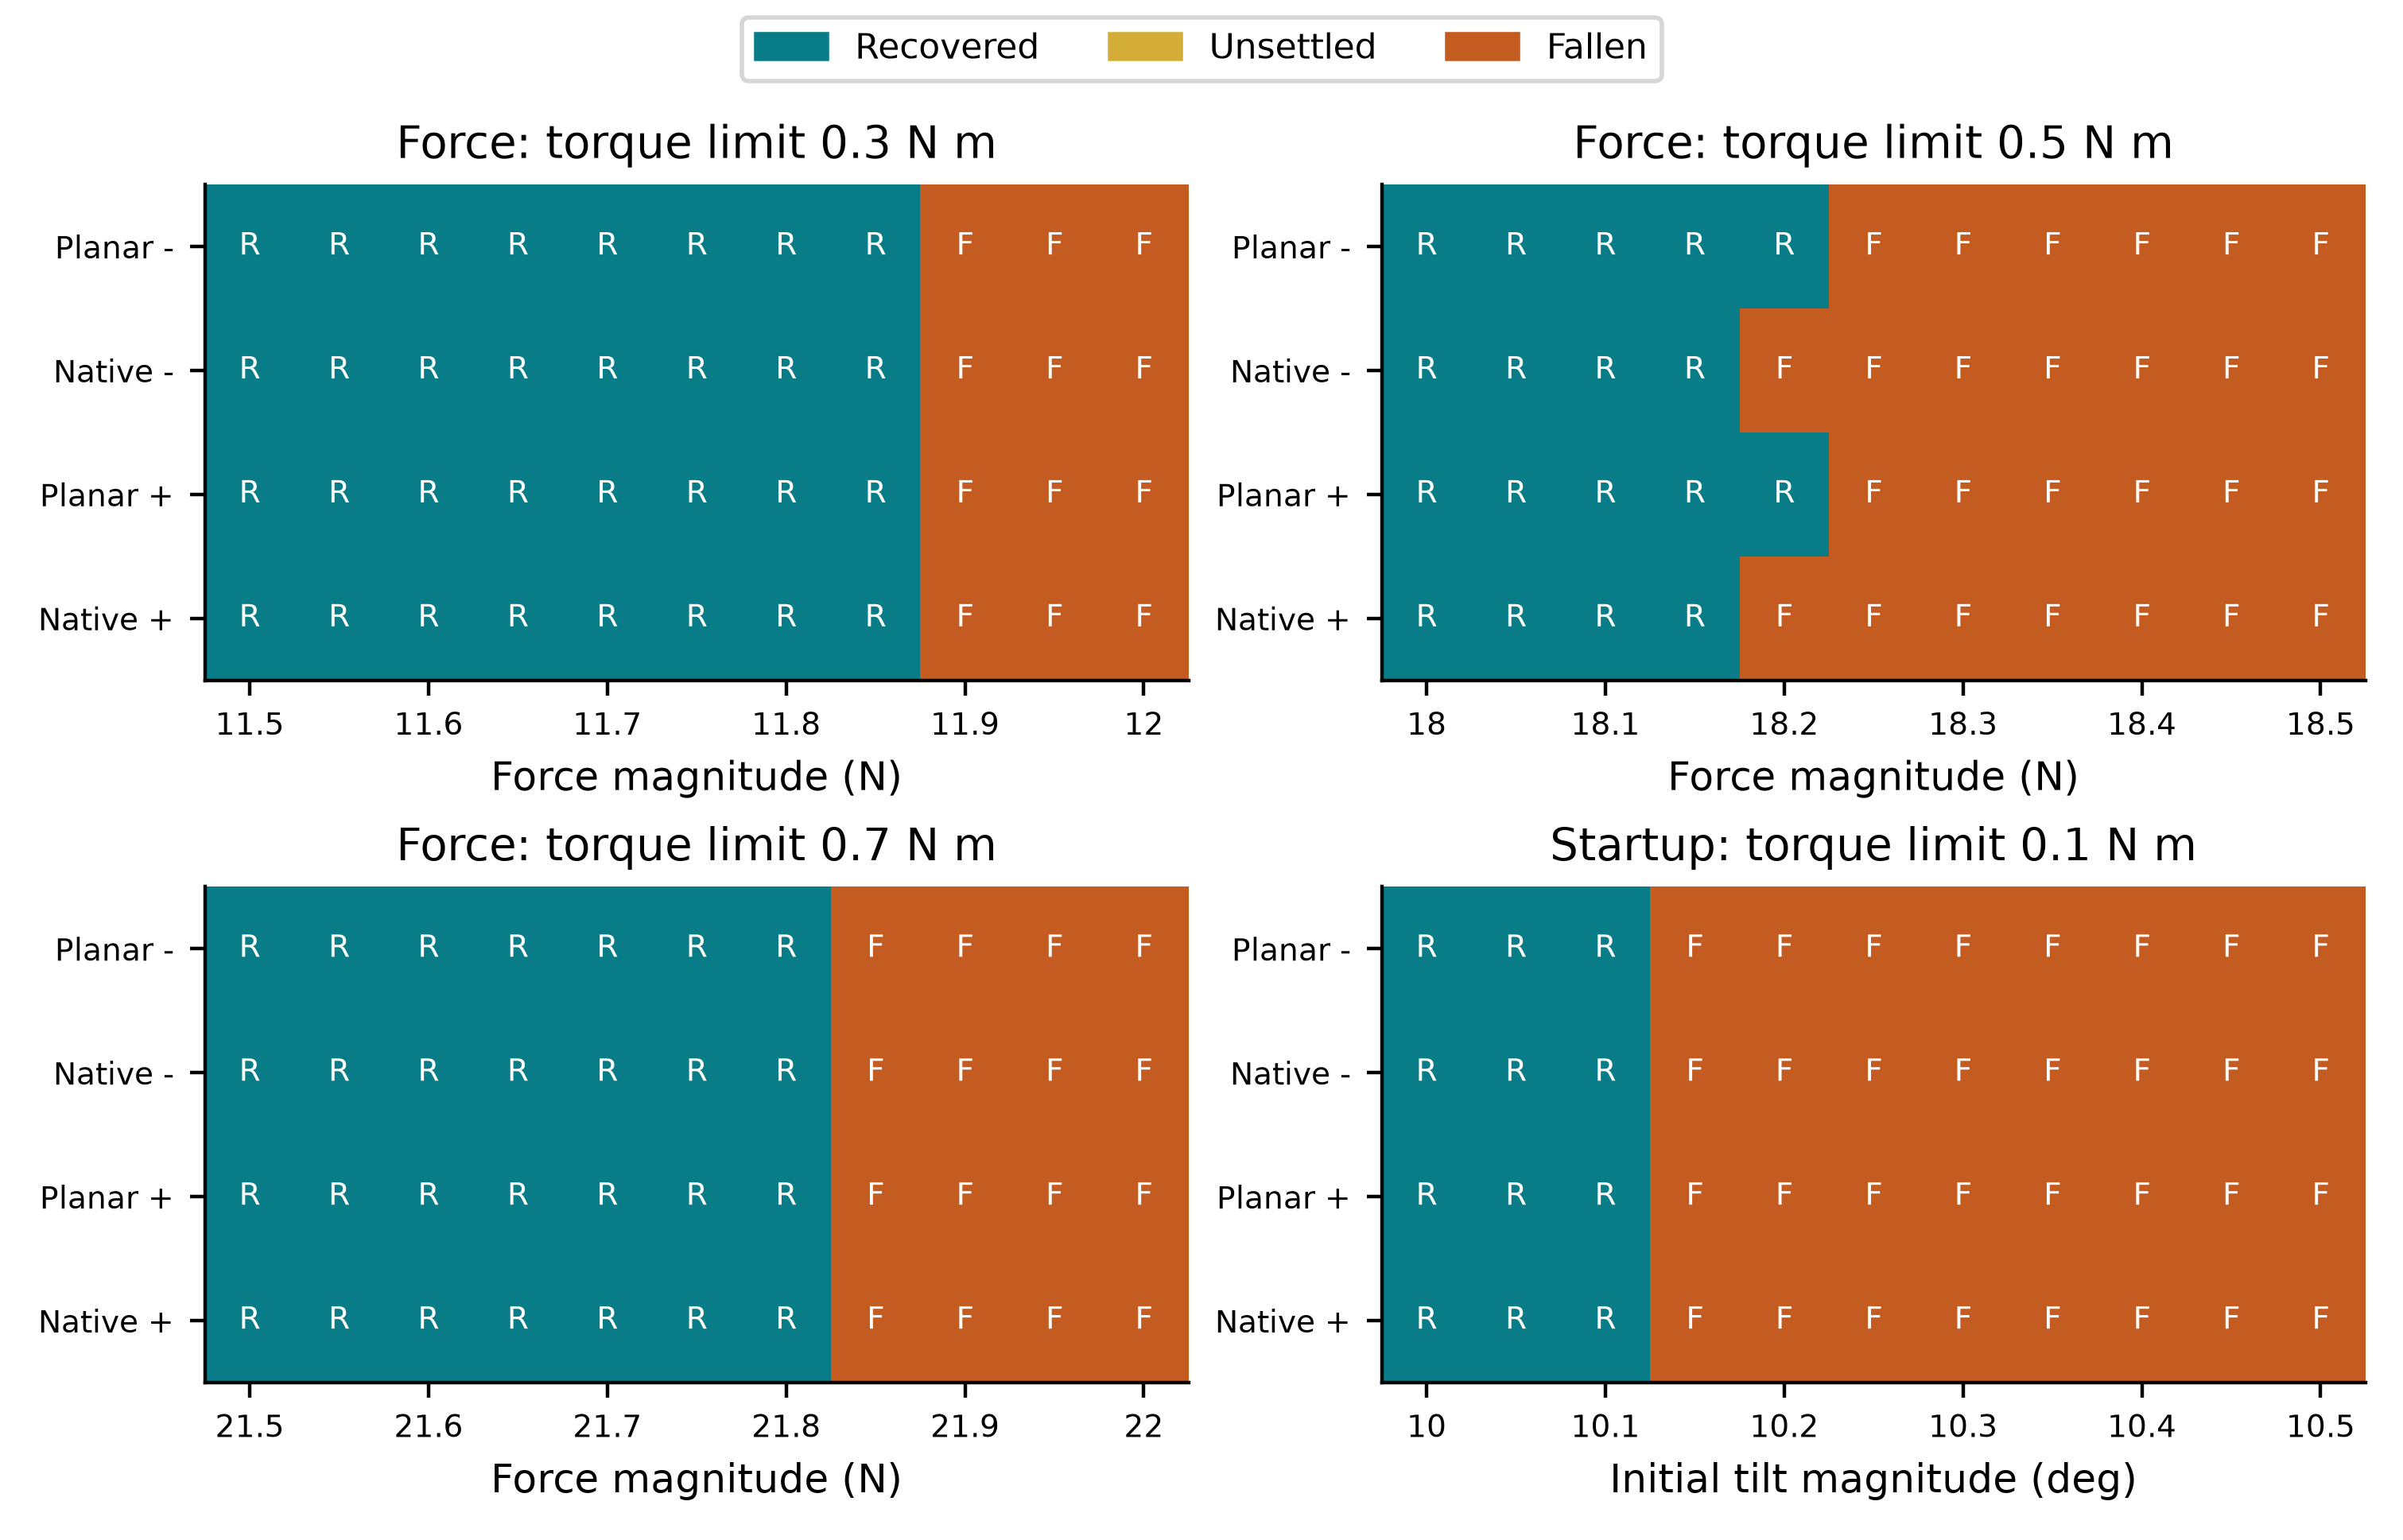 Recovered Unsettled Fallen
Force: torque limit 0.3 N m
Planar - R R R R R R R R F F F
Native - R R R R R R R R F F F
Planar + R R R R R R R R F F F
Native + R R R R R R R R F F F
11.5 11.6 11.7 11.8 11.9 12
Force magnitude (N)
Force: torque limit 0.5 N m
Planar - R R R R R F F F F F F
Native - R R R R F F F F F F F
Planar + R R R R R F F F F F F
Native + R R R R F F F F F F F
18 18.1 18.2 18.3 18.4 18.5
Force magnitude (N)
Force: torque limit 0.7 N m
Planar - R R R R R R R F F F F
Native - R R R R R R R F F F F
Planar + R R R R R R R F F F F
Native + R R R R R R R F F F F
21.5 21.6 21.7 21.8 21.9 22
Force magnitude (N)
Startup: torque limit 0.1 N m
Planar - R R R F F F F F F F F
Native - R R R F F F F F F F F
Planar + R R R F F F F F F F F
Native + R R R F F F F F F F F
10 10.1 10.2 10.3 10.4 10.5
Initial tilt magnitude (deg)